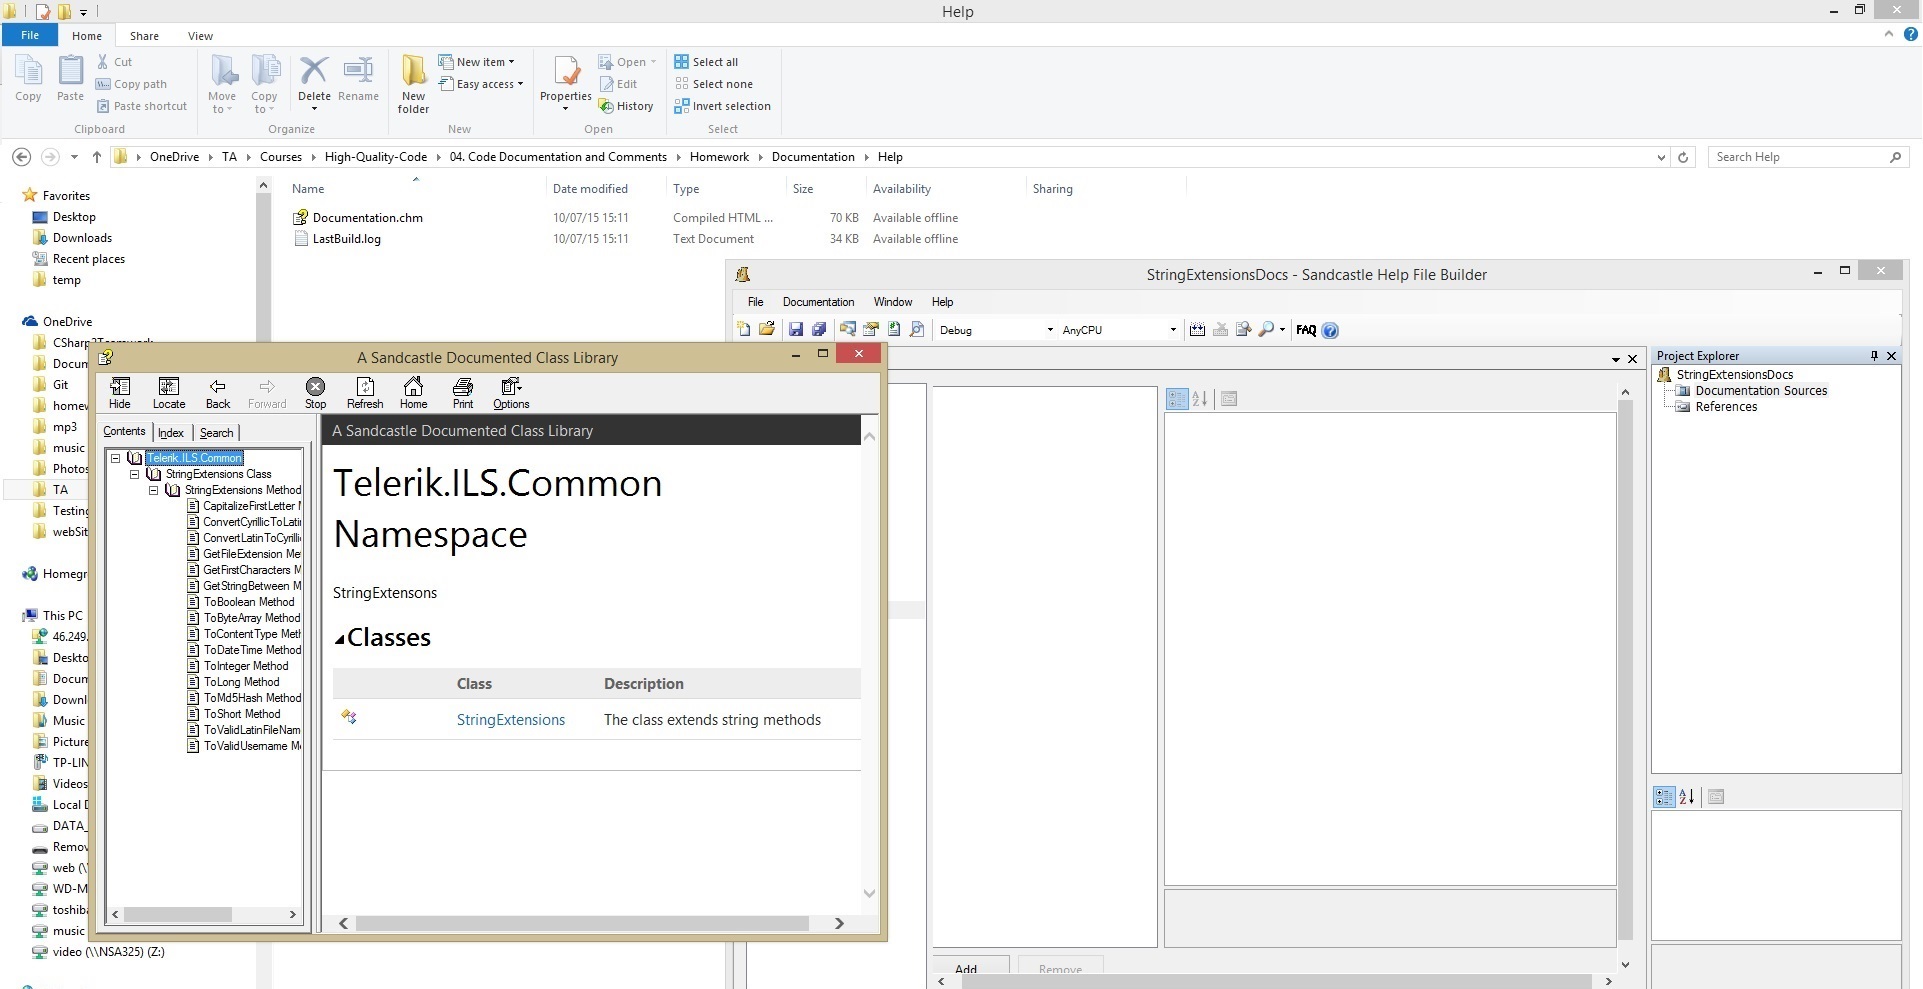 Help
File Home Share View
Copy
Paste
Cut
Copy path
Paste shortcut
Clipboard
Move to
Copy to
Delete
Rename
Organize
New folder
New item
Easy access
New
Properties
Open
Edit
History
Open
Select all
Select none
Invert selection
Select
OneDrive TA Courses High-Quality-Code 04. Code Documentation and Comments Homework Documentation Help
Search Help
Name Date modified Type Size Availability Sharing
Documentation.chm 10/07/15 15:11 Compiled HTML ... 70 KB Available offline
LastBuild.log 10/07/15 15:11 Text Document 34 KB Available offline
Favorites
Desktop
Downloads
Recent places
temp
OneDrive
Docum
Git
homew
mp3
music
Photos
TA
Testing
webSit
Homegr
This PC
46.249.
Deskto
Docum
Downl
Music
Picture
TP-LIN
Videos
Local D
DATA_
Remov
web (\\
WD-M
toshiba
music
video (\\NSA325) (Z:)
StringExtensionsDocs - Sandcastle Help File Builder
File Documentation Window Help
Debug AnyCPU FAQ
Project Explorer
StringExtensionsDocs
Documentation Sources
References
Add Remove
A Sandcastle Documented Class Library
Hide Locate Back Forward Stop Refresh Home Print Options
Contents Index Search
Telerik.ILS.Common
StringExtensions Class
StringExtensions Method
CapitalizeFirstLetter M
ConvertCyrillicToLati
ConvertLatinToCyrillic
GetFileExtension Me
GetFirstCharacters M
GetStringBetween M
ToBoolean Method
ToByteArray Method
ToContentType Meth
ToDateTime Method
ToInteger Method
ToLong Method
ToMd5Hash Method
ToShort Method
ToValidLatinFileNam
ToValidUsername Me
A Sandcastle Documented Class Library
Telerik.ILS.Common
Namespace
StringExtensons
Classes
Class Description
StringExtensions The class extends string methods